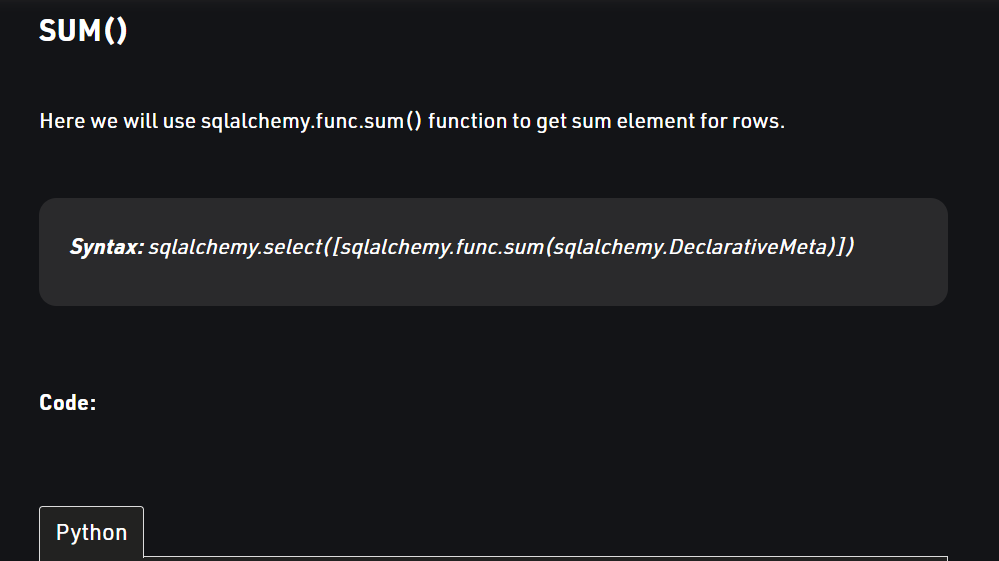 SUM()
Here we will use sqlalchemy.func.sum() function to get sum element for rows.
Syntax: sqlalchemy.select([sqlalchemy.func.sum(sqlalchemy.DeclarativeMeta)])
Code:
Python